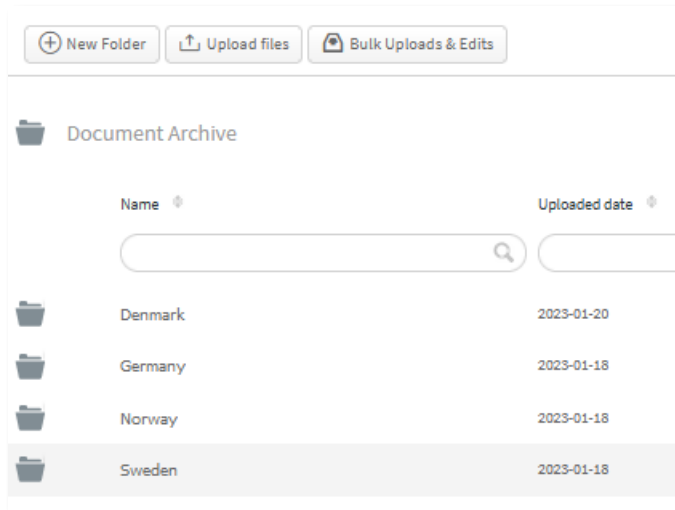 New Folder Upload files Bulk Uploads & Edits
Document Archive
Name Uploaded date
Denmark 2023-01-20
Germany 2023-01-18
Norway 2023-01-18
Sweden 2023-01-18